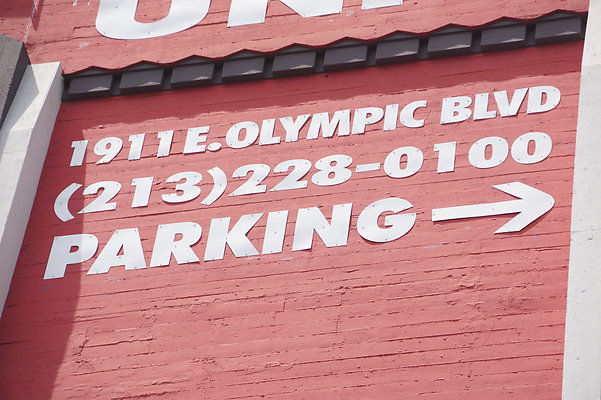 1911 E. OLYMPIC BLVD
(213) 228-0100
PARKING →